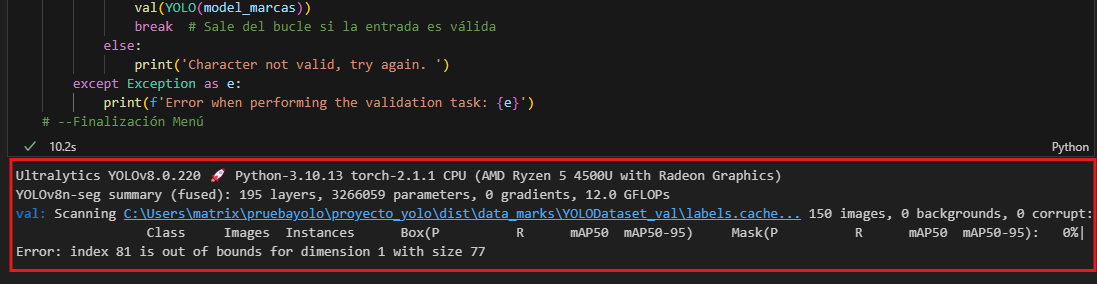 val(YOLO(model_marcas))
break  # Sale del bucle si la entrada es válida
else:
print('Character not valid, try again. ')
except Exception as e:
print(f'Error when performing the validation task: {e}')
# --Finalización Menú
10.2s Python
Ultralytics YOLOv8.0.220 🚀 Python-3.10.13 torch-2.1.1 CPU (AMD Ryzen 5 4500U with Radeon Graphics)
YOLOv8n-seg summary (fused): 195 layers, 3266059 parameters, 0 gradients, 12.0 GFLOPs
val: Scanning C:\Users\matrix\pruebayolo\proyecto_yolo\dist\data_marks\YOLODataset_val\labels.cache... 150 images, 0 backgrounds, 0 corrupt:
Class Images Instances Box(P R mAP50 mAP50-95) Mask(P R mAP50 mAP50-95): 0%|
Error: index 81 is out of bounds for dimension 1 with size 77